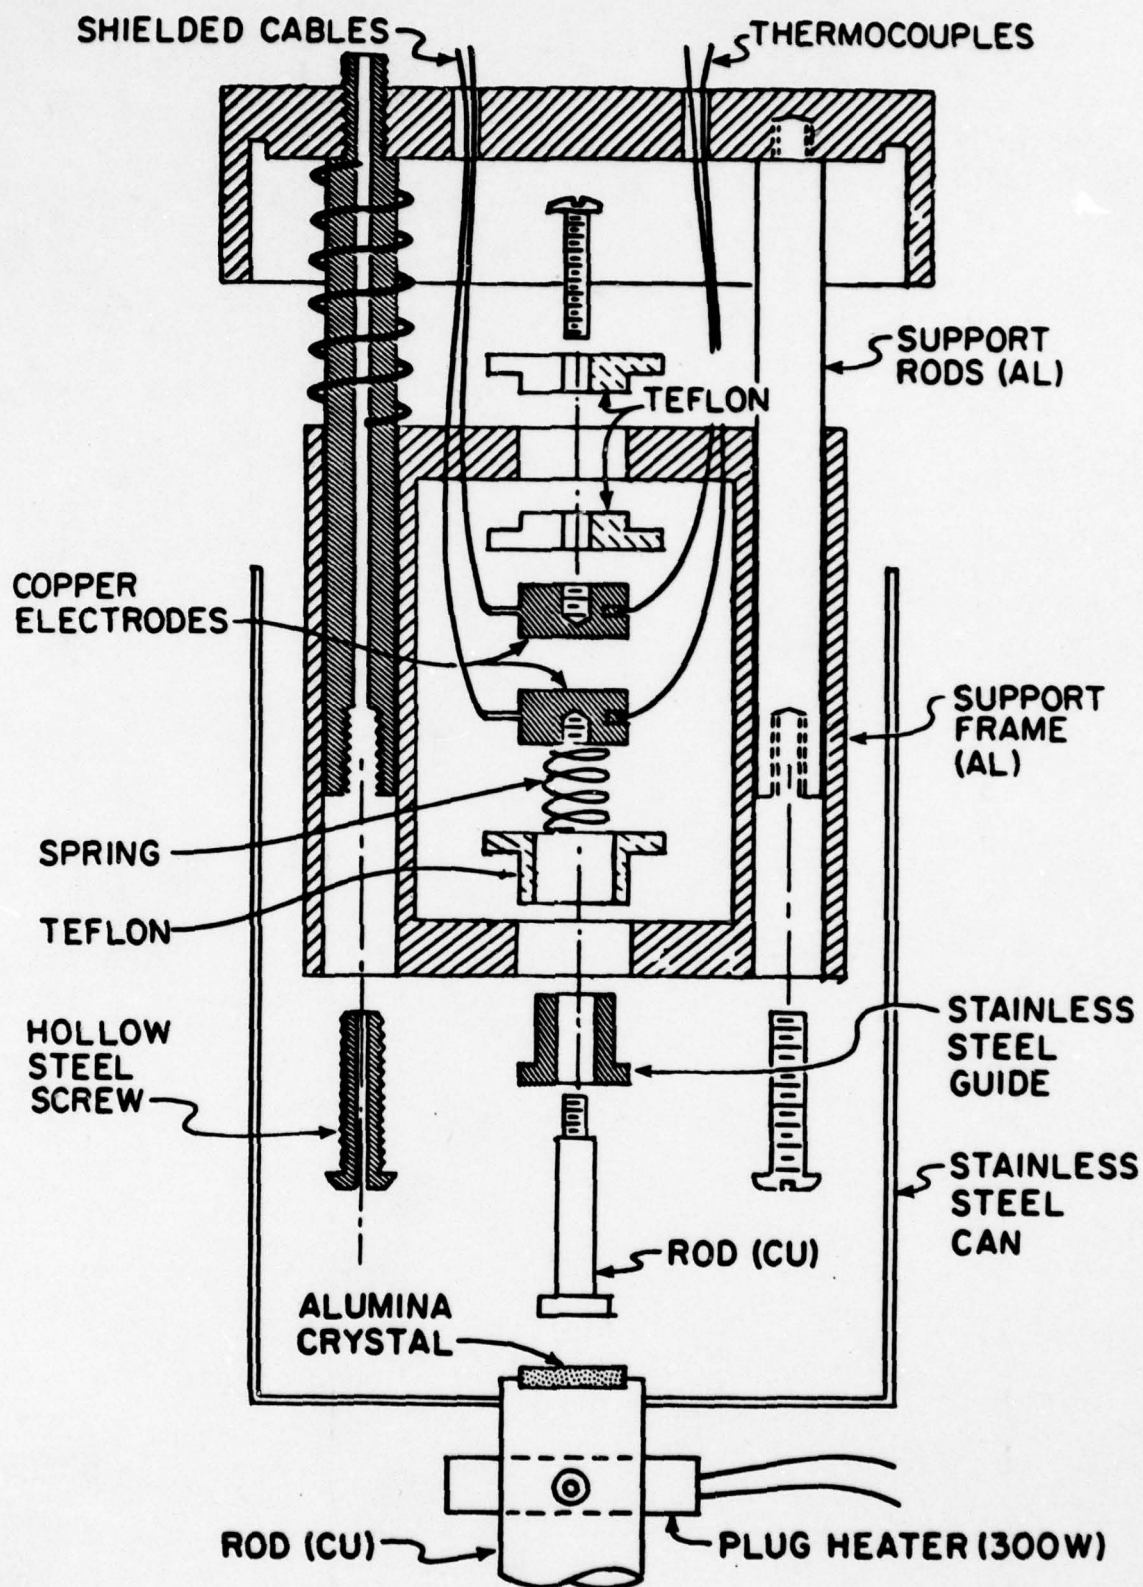 SHIELDED CABLES
THERMOCOUPLES
SUPPORT
RODS (AL)
TEFLON
COPPER
ELECTRODES
SUPPORT
FRAME
(AL)
SPRING
TEFLON
HOLLOW
STEEL
SCREW
STAINLESS
STEEL
GUIDE
STAINLESS
STEEL
CAN
ROD (CU)
ALUMINA
CRYSTAL
ROD (CU)
PLUG HEATER (300W)